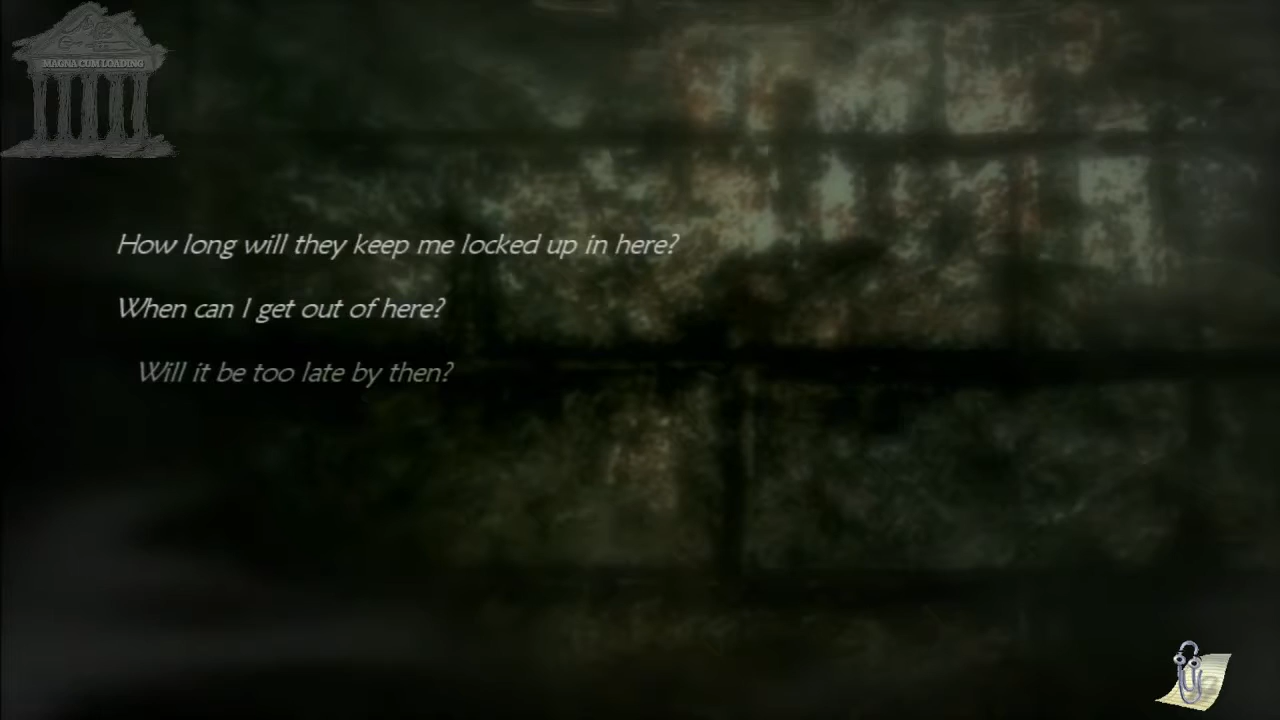 MAGNA CUM LOADING
How long will they keep me locked up in here?
When can I get out of here?
Will it be too late by then?